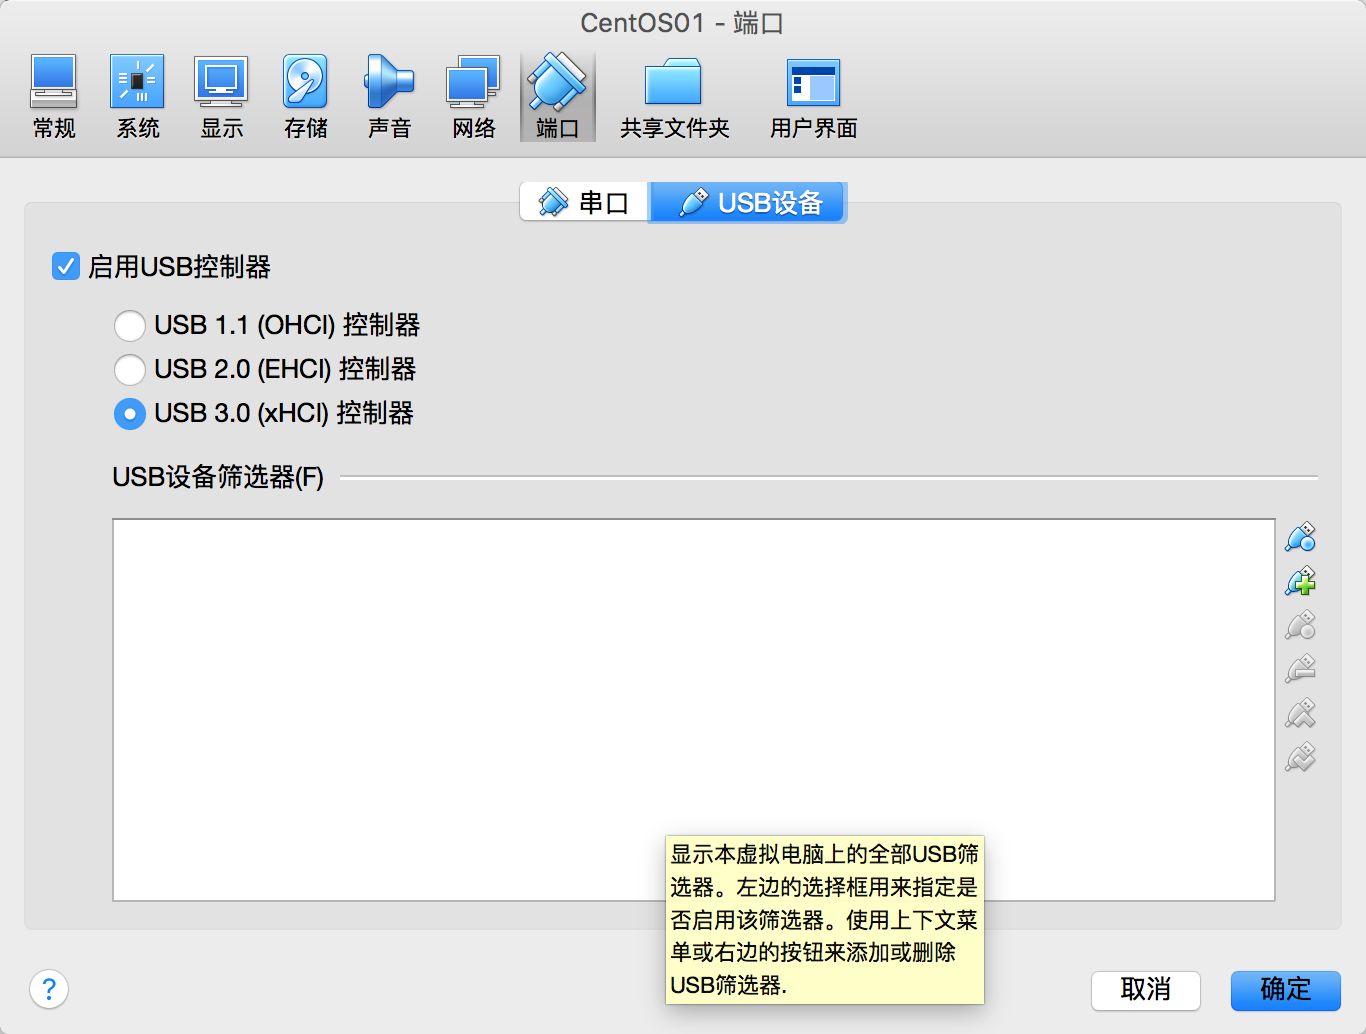 CentOS01 - 端口
常规 系统 显示 存储 声音 网络 端口 共享文件夹 用户界面
串口 USB设备
启用USB控制器
USB 1.1 (OHCI) 控制器
USB 2.0 (EHCI) 控制器
USB 3.0 (xHCI) 控制器
USB设备筛选器(F)
显示本虚拟电脑上的全部USB筛
选器。左边的选择框用来指定是
否启用该筛选器。使用上下文菜
单或右边的按钮来添加或删除
USB筛选器.
? 取消 确定